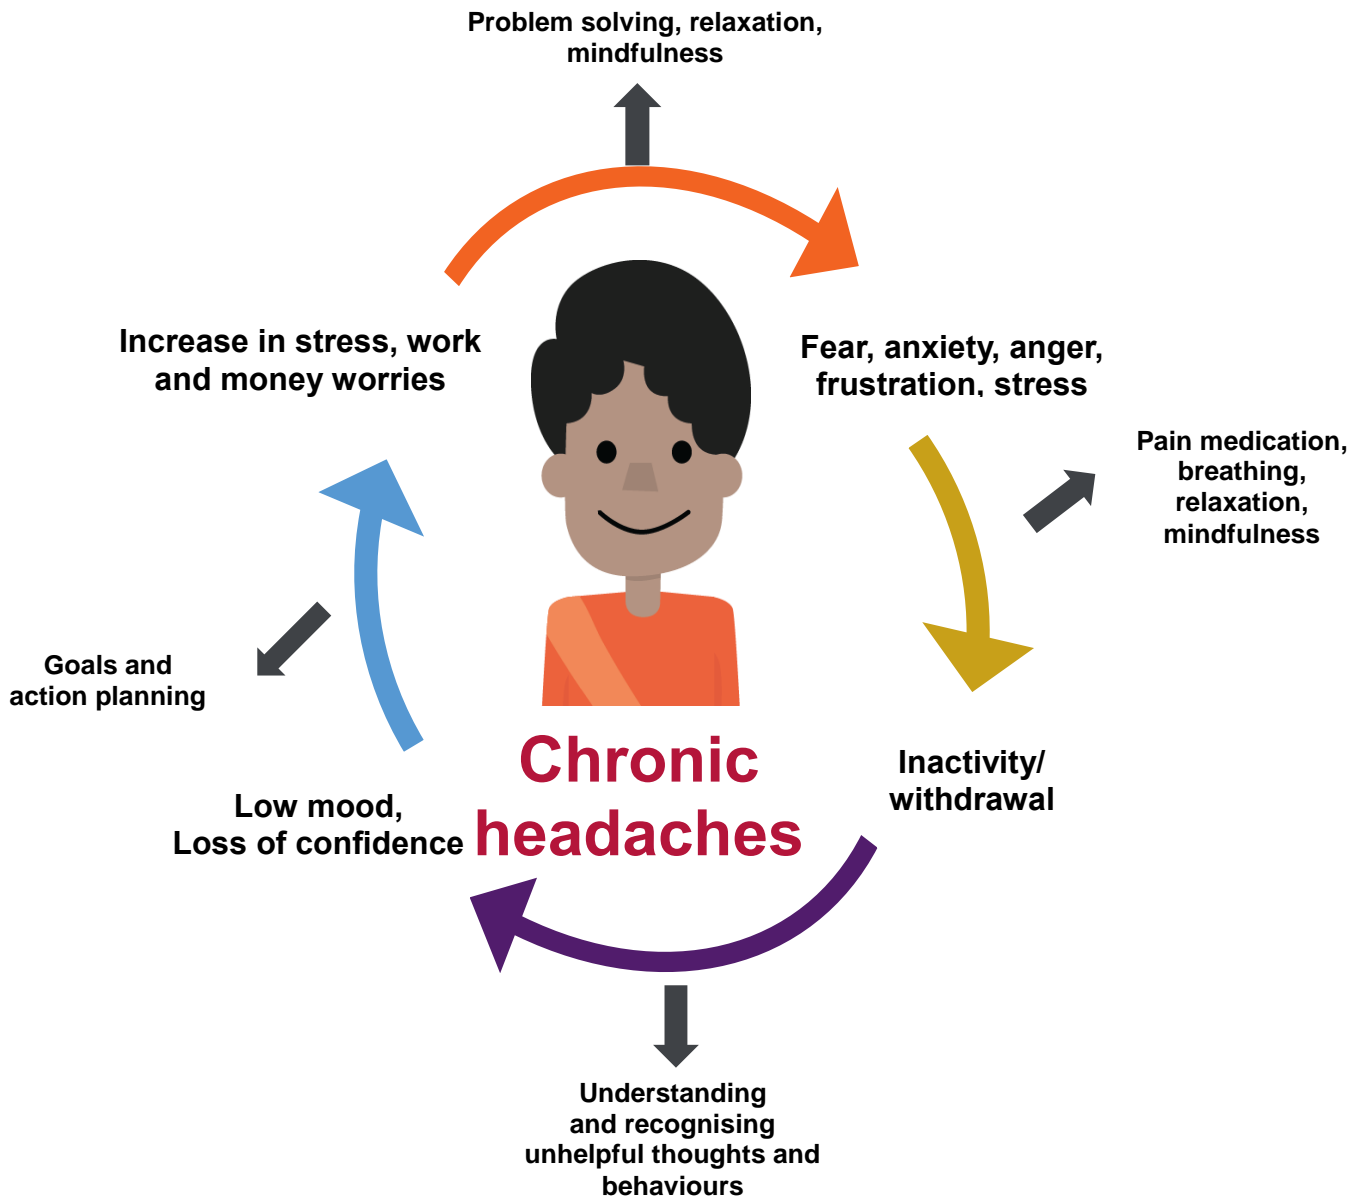 Problem solving, relaxation,
mindfulness
Increase in stress, work
and money worries
Fear, anxiety, anger,
frustration, stress
Pain medication,
breathing,
relaxation,
mindfulness
Goals and
action planning
Chronic
headaches
Inactivity/
withdrawal
Low mood,
Loss of confidence
Understanding
and recognising
unhelpful thoughts and
behaviours